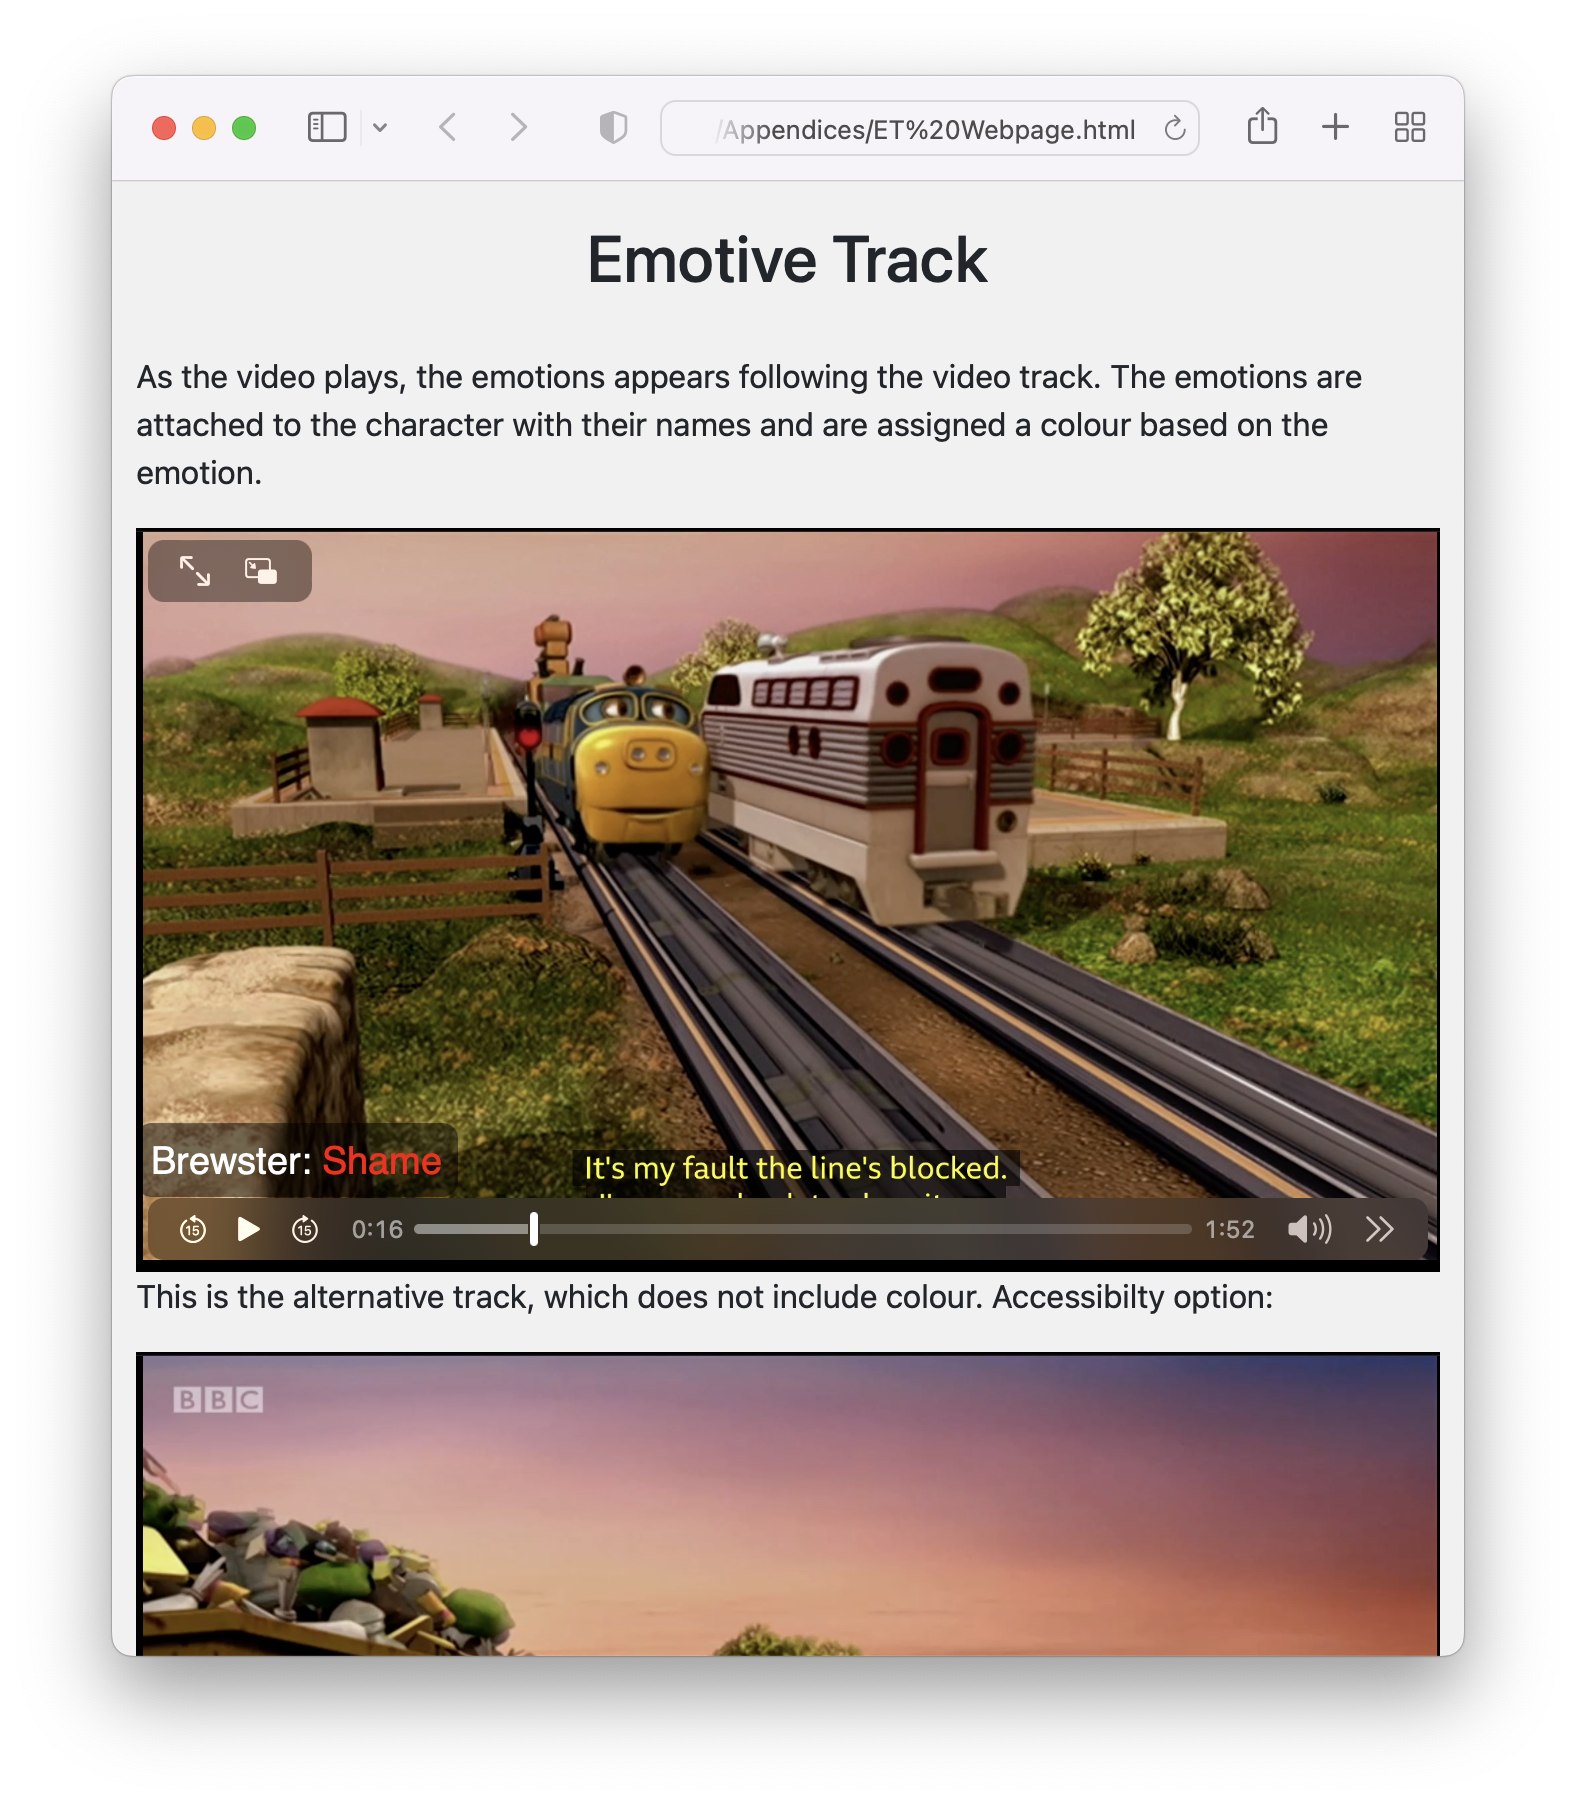 /Appendices/ET%20Webpage.html
Emotive Track
As the video plays, the emotions appears following the video track. The emotions are
attached to the character with their names and are assigned a colour based on the
emotion.
Brewster: Shame
It's my fault the line's blocked.
15
15
0:16
1:52
This is the alternative track, which does not include colour. Accessibilty option:
BBC